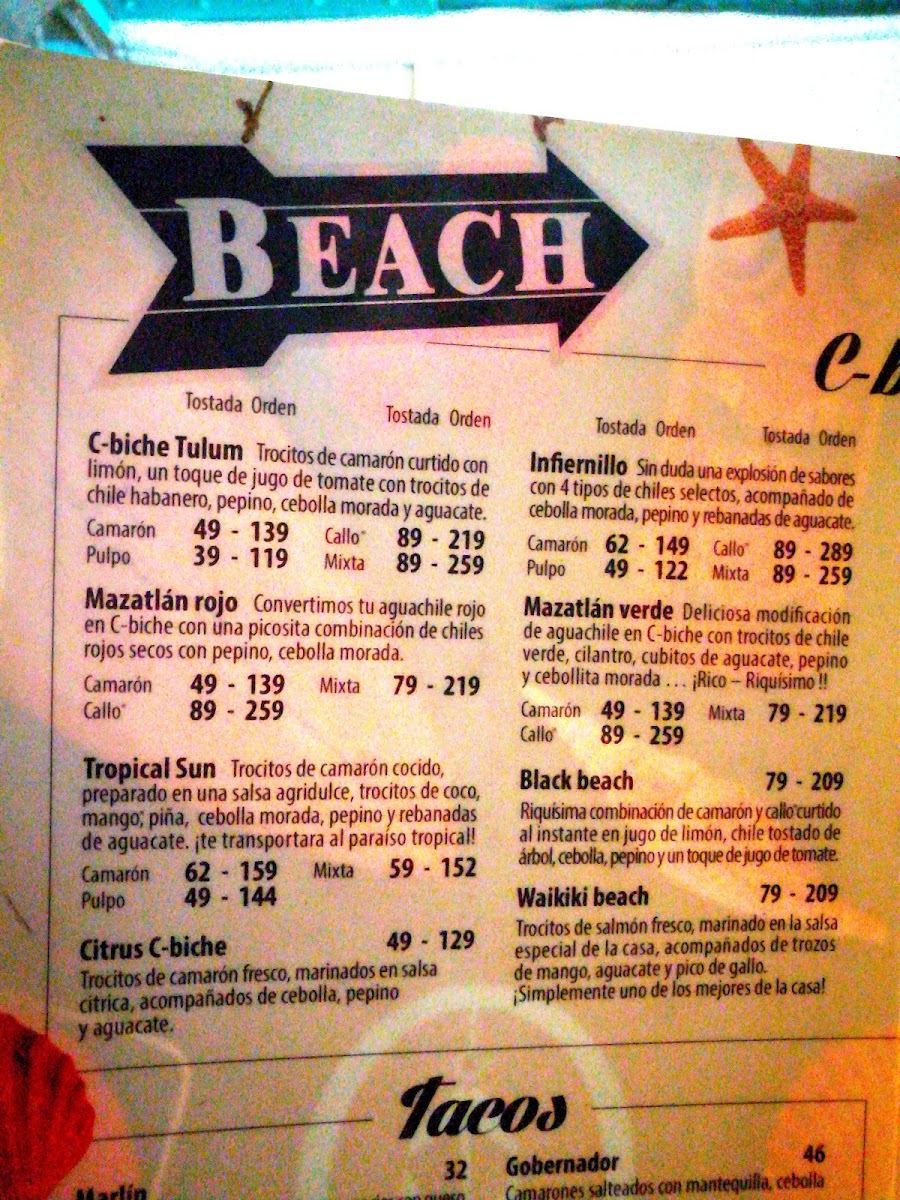 BEACH
C-b
Tostada Orden
Tostada Orden
C-biche Tulum Trocitos de camarón curtido con
limón, un toque de jugo de tomate con trocitos de
chile habanero, pepino, cebolla morada y aguacate.
Camarón 49 - 139 Callo* 89 - 219
Pulpo 39 - 119 Mixta 89 - 259
Mazatlán rojo Convertimos tu aguachile rojo
en C-biche con una picosita combinación de chiles
rojos secos con pepino, cebolla morada.
Camarón 49 - 139 Mixta 79 - 219
Callo* 89 - 259
Tropical Sun Trocitos de camarón cocido,
preparado en una salsa agridulce, trocitos de coco,
mango, piña, cebolla morada, pepino y rebanadas
de aguacate. ¡te transportara al paraíso tropical!
Camarón 62 - 159 Mixta 59 - 152
Pulpo 49 - 144
Citrus C-biche 49 - 129
Trocitos de camarón fresco, marinados en salsa
cítrica, acompañados de cebolla, pepino
y aguacate.
Tostada Orden
Tostada Orden
Infiernillo Sin duda una explosión de sabores
con 4 tipos de chiles selectos, acompañado de
cebolla morada, pepino y rebanadas de aguacate.
Camarón 62 - 149 Callo* 89 - 289
Pulpo 49 - 122 Mixta 89 - 259
Mazatlán verde Deliciosa modificación
de aguachile en C-biche con trocitos de chile
verde, cilantro, cubitos de aguacate, pepino
y cebollita morada ... ¡Rico – Riquísimo !!
Camarón 49 - 139 Mixta 79 - 219
Callo* 89 - 259
Black beach 79 - 209
Riquísima combinación de camarón y callo*curtido
al instante en jugo de limón, chile tostado de
árbol, cebolla, pepino y un toque de jugo de tomate.
Waikiki beach 79 - 209
Trocitos de salmón fresco, marinado en la salsa
especial de la casa, acompañados de trozos
de mango, aguacate y pico de gallo.
¡Simplemente uno de los mejores de la casa!
Tacos
Marlín 32
queso
Gobernador 46
Camarones salteados con mantequilla, cebolla